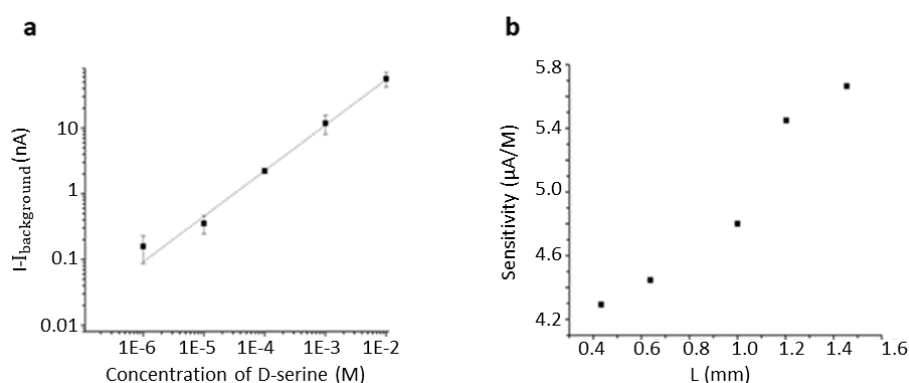 a
I-Ibackground (nA)
10
1
0.1
0.01
1E-6 1E-5 1E-4 1E-3 1E-2
Concentration of D-serine (M)
b
Sensitivity (µA/M)
5.8
5.4
5.0
4.6
4.2
0.4 0.6 0.8 1.0 1.2 1.4 1.6
L (mm)